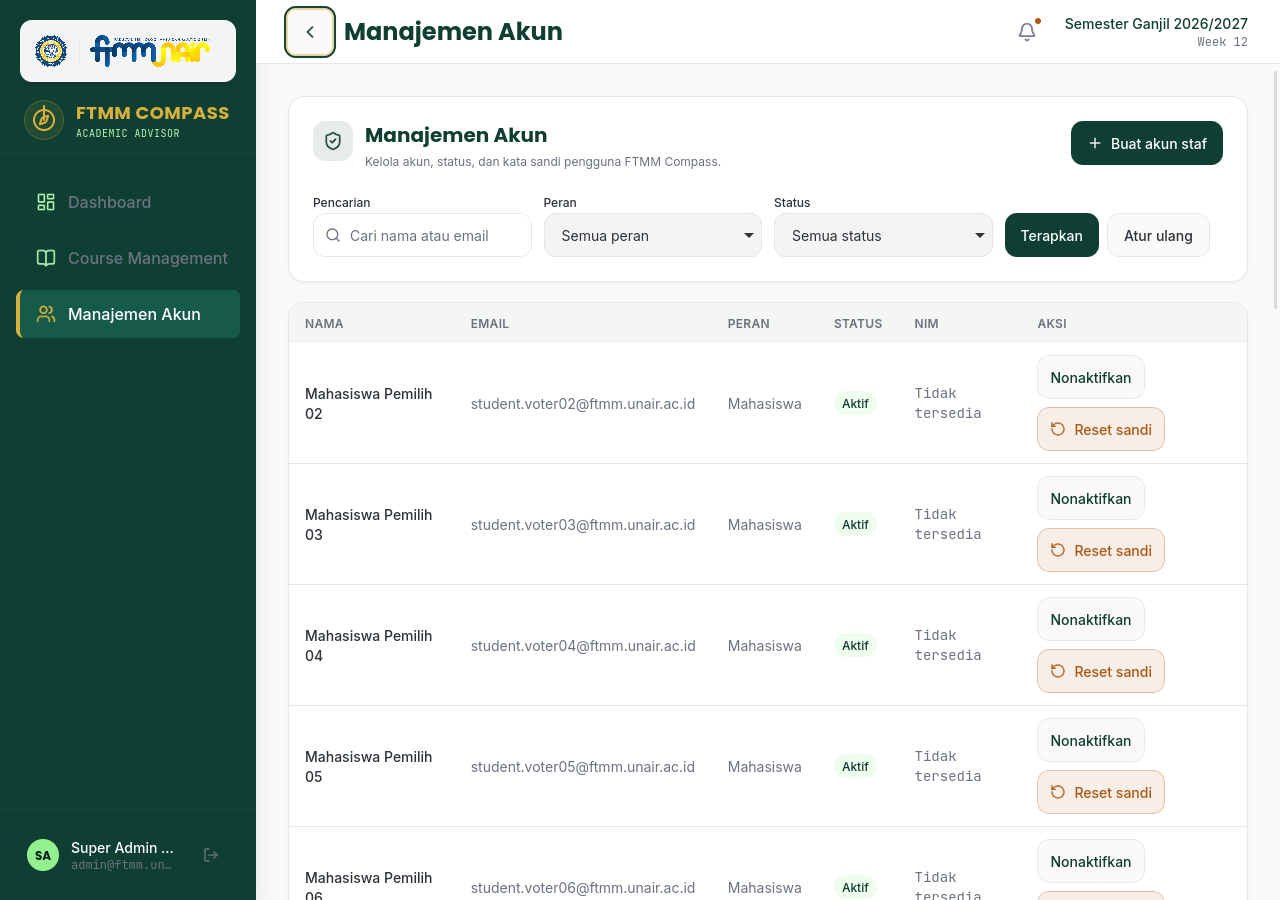 ftmm unair
FTMM COMPASS
ACADEMIC ADVISOR
Dashboard
Course Management
Manajemen Akun
SA
Super Admin ...
admin@ftmm.un...
Manajemen Akun
Semester Ganjil 2026/2027
Week 12
Manajemen Akun
Kelola akun, status, dan kata sandi pengguna FTMM Compass.
Buat akun staf
Pencarian
Peran
Status
Cari nama atau email
Semua peran
Semua status
Terapkan
Atur ulang
NAMA EMAIL PERAN STATUS NIM AKSI
Mahasiswa Pemilih
02
student.voter02@ftmm.unair.ac.id
Mahasiswa
Aktif
Tidak
tersedia
Nonaktifkan
Reset sandi
Mahasiswa Pemilih
03
student.voter03@ftmm.unair.ac.id
Mahasiswa
Aktif
Tidak
tersedia
Nonaktifkan
Reset sandi
Mahasiswa Pemilih
04
student.voter04@ftmm.unair.ac.id
Mahasiswa
Aktif
Tidak
tersedia
Nonaktifkan
Reset sandi
Mahasiswa Pemilih
05
student.voter05@ftmm.unair.ac.id
Mahasiswa
Aktif
Tidak
tersedia
Nonaktifkan
Reset sandi
Mahasiswa Pemilih
06
student.voter06@ftmm.unair.ac.id
Mahasiswa
Aktif
Tidak
tersedia
Nonaktifkan